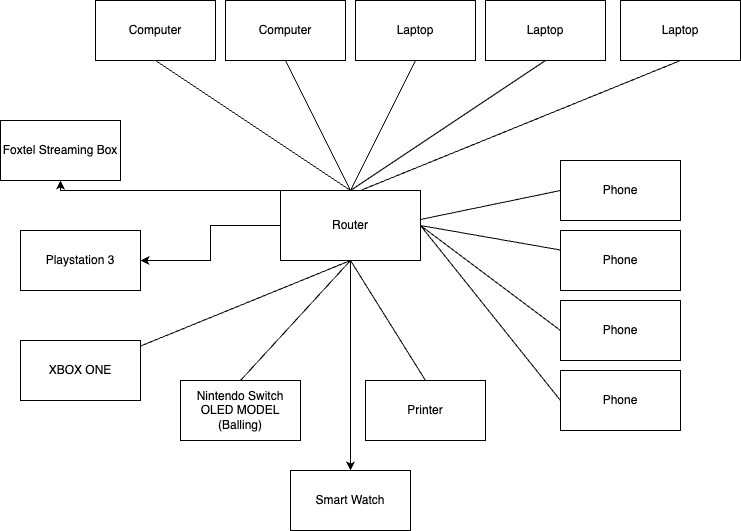 Computer
Computer
Laptop
Laptop
Laptop
Foxtel Streaming Box
Phone
Router
Playstation 3
Phone
Phone
XBOX ONE
Nintendo Switch
OLED MODEL
(Balling)
Printer
Phone
Smart Watch